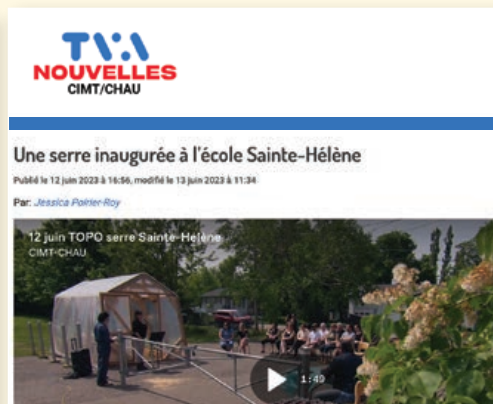 TVA
NOUVELLES
CIMT/CHAU
Une serre inaugurée à l'école Sainte-Hélène
Publié le 12 juin 2023 à 16:56, modifié le 13 juin 2023 à 11:34
Par: Jessica Poirier-Roy
12 juin TOPO serre Sainte-Hélène
CIMT-CHAU
1:49